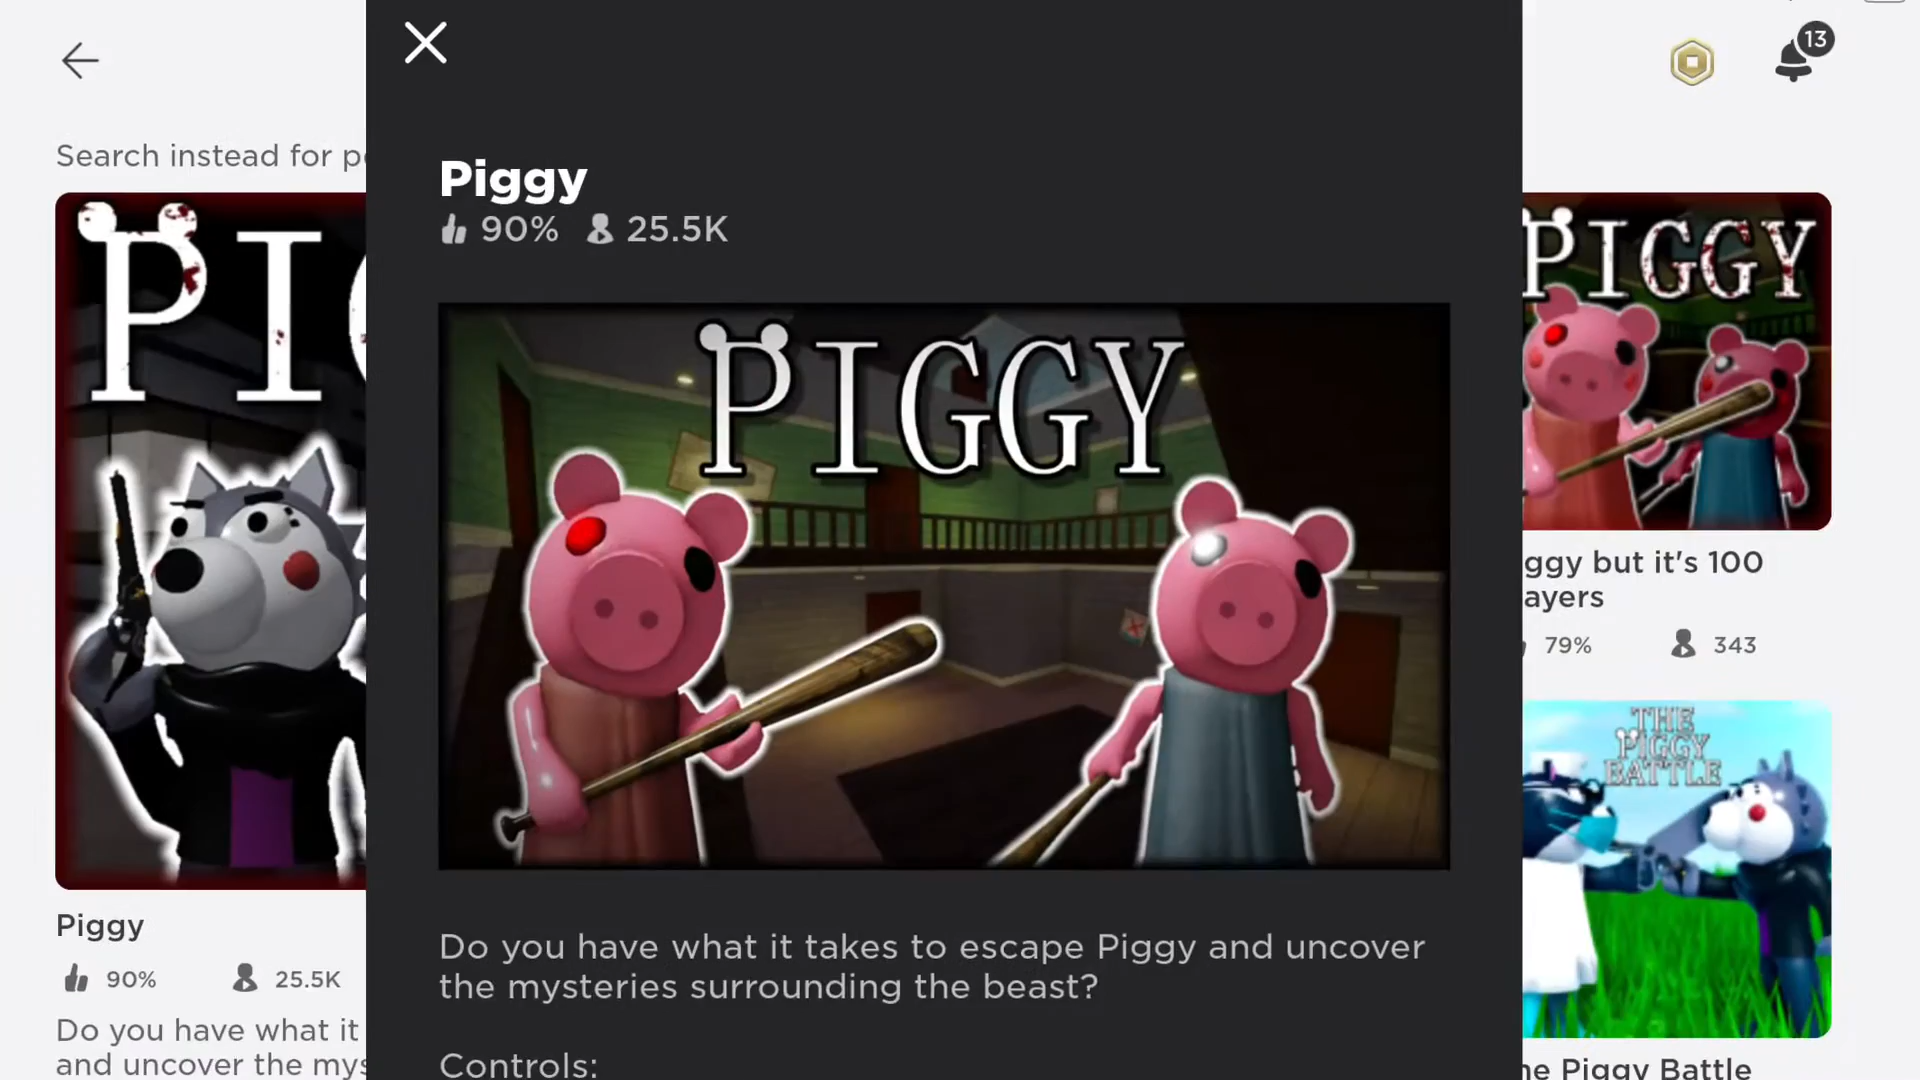 13
Search instead for p
PI
Piggy
90% 25.5K
Do you have what it
and uncover the mys
Piggy
90% 25.5K
PIGGY
Do you have what it takes to escape Piggy and uncover
the mysteries surrounding the beast?
Controls:
PIGGY
ggy but it's 100
ayers
79% 343
THE
PIGGY
BATTLE
he Piggy Battle